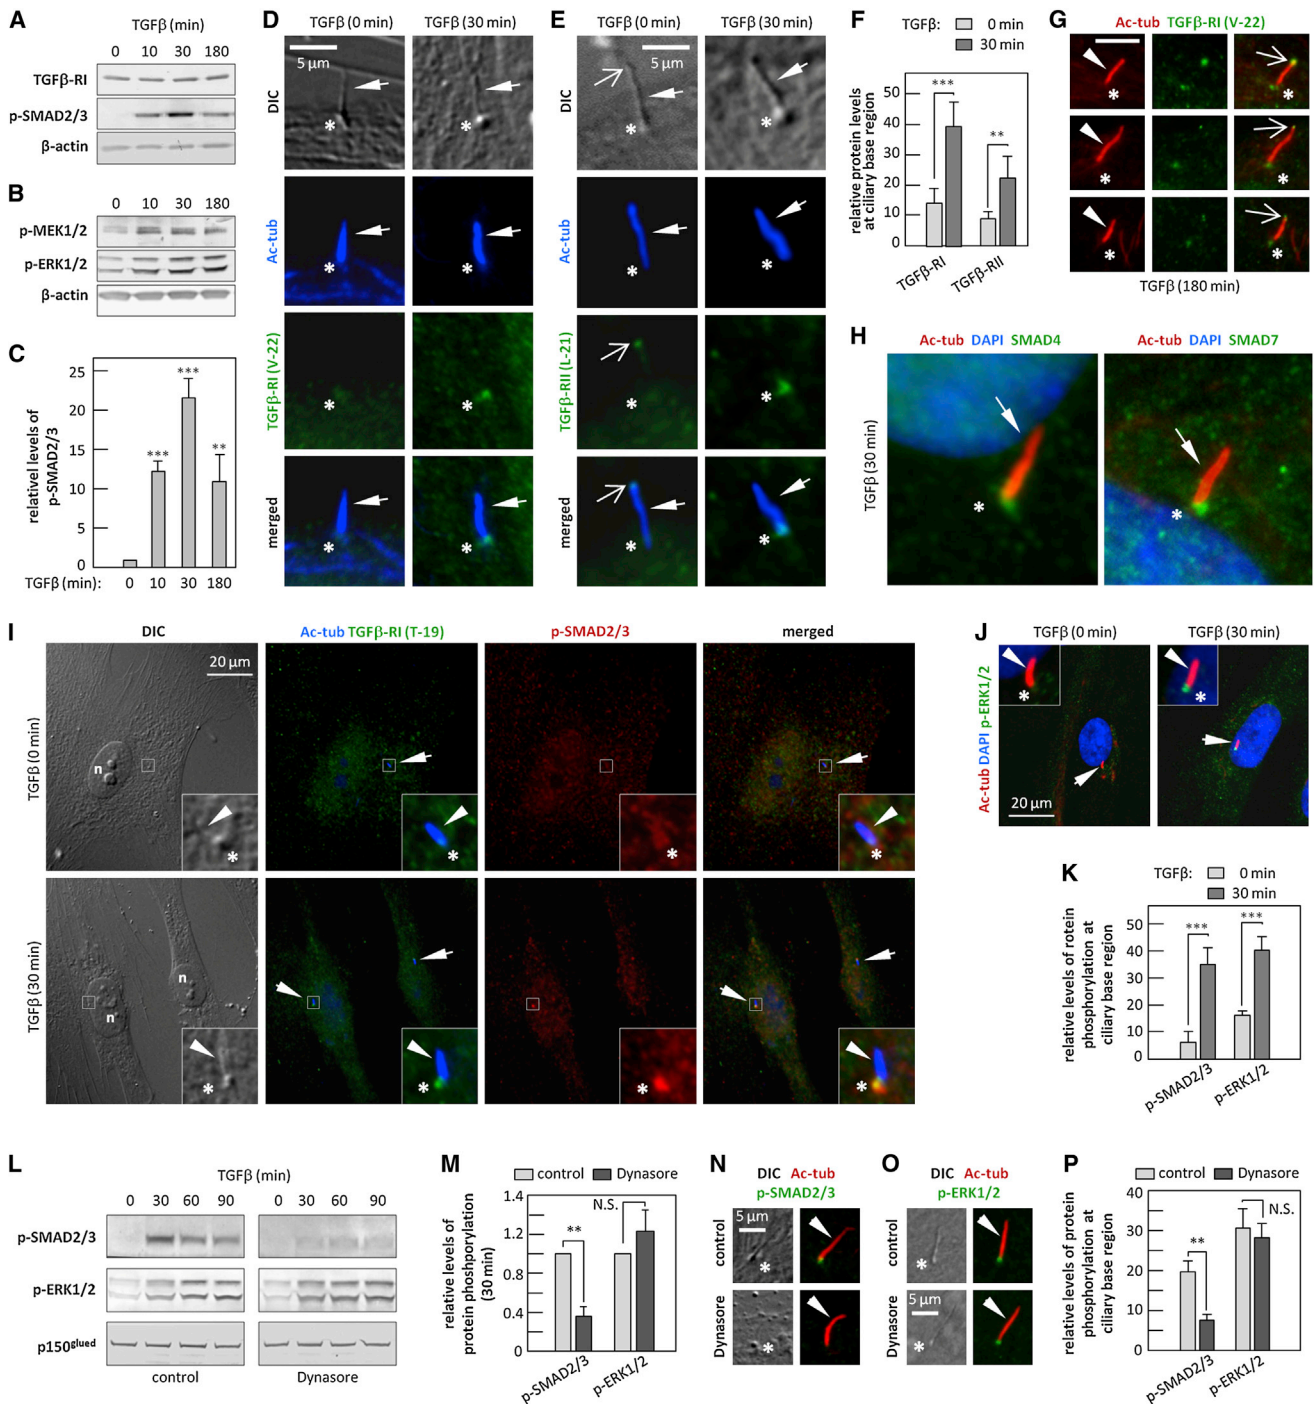 A
TGFβ (min)
0 10 30 180
TGFβ-RI
p-SMAD2/3
β-actin
B
0 10 30 180
p-MEK1/2
p-ERK1/2
β-actin
C
relativel levels of
p-SMAD2/3
25
20
15
10
5
0
***
***
**
TGFβ (min): 0 10 30 180
D
TGFβ (0 min) TGFβ (30 min)
5 µm
DIC
*
*
Ac-tub
*
*
TGFβ-RI (V-22)
*
*
merged
*
*
E
TGFβ (0 min) TGFβ (30 min)
5 µm
DIC
*
*
Ac-tub
*
*
TGFβ-RII (L-21)
*
*
merged
*
*
F
TGFβ: 0 min
30 min
relative protein levels
at ciliary base region
50
40
30
20
10
0
***
**
TGFβ-RI
TGFβ-RII
G
Ac-tub TGFβ-RI (V-22)
*
*
*
*
*
*
TGFβ (180 min)
H
Ac-tub DAPI SMAD4
Ac-tub DAPI SMAD7
TGFβ (30 min)
*
*
I
DIC
Ac-tub TGFβ-RI (T-19)
p-SMAD2/3
merged
TGFβ (0 min)
20 µm
n
*
*
*
*
TGFβ (30 min)
n
n
*
*
*
*
J
TGFβ (0 min) TGFβ (30 min)
Ac-tub DAPI p-ERK1/2
*
*
20 µm
K
TGFβ: 0 min
30 min
relative levels of rotein
phosphorylation at
ciliary base region
50
40
30
20
10
0
***
***
p-SMAD2/3
p-ERK1/2
L
TGFβ (min)
0 30 60 90 0 30 60 90
p-SMAD2/3
p-ERK1/2
p150glued
control Dynasore
M
control Dynasore
relative levels of
protein phoshporylation
(30 min)
1.4
1.2
0.8
0.4
0
**
N.S.
p-SMAD2/3
p-ERK1/2
N
DIC Ac-tub
p-SMAD2/3
control
5 µm
*
Dynasore
*
O
DIC Ac-tub
p-ERK1/2
control
*
Dynasore
5 µm
*
P
control Dynasore
relative levels of protein
phosphorylation at
ciliary base region
40
30
20
10
0
**
N.S.
p-SMAD2/3
p-ERK1/2